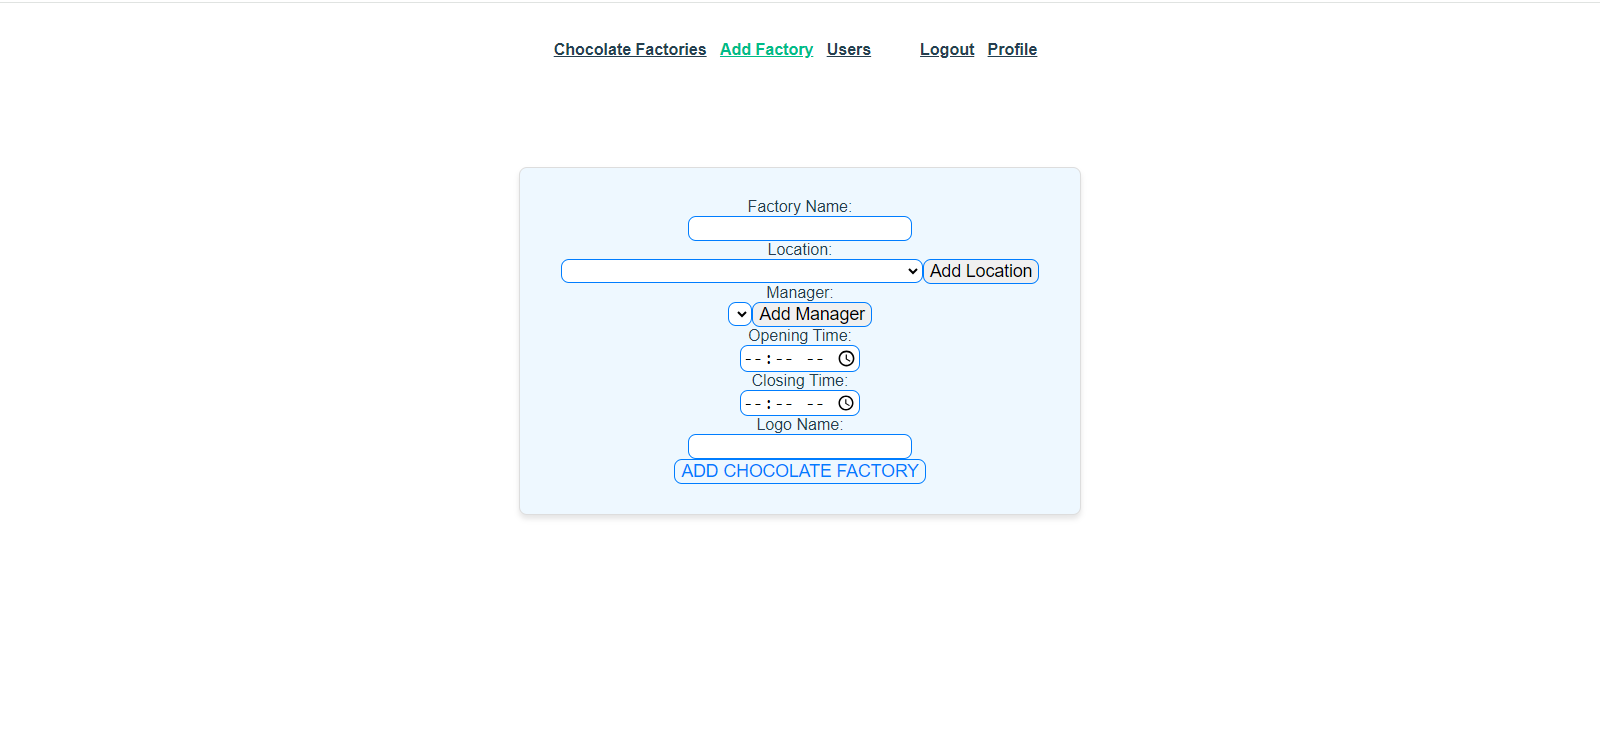 Chocolate Factories Add Factory Users Logout Profile
Factory Name:
Location:
Add Location
Manager:
Add Manager
Opening Time:
--:-- --
Closing Time:
--:-- --
Logo Name:
ADD CHOCOLATE FACTORY